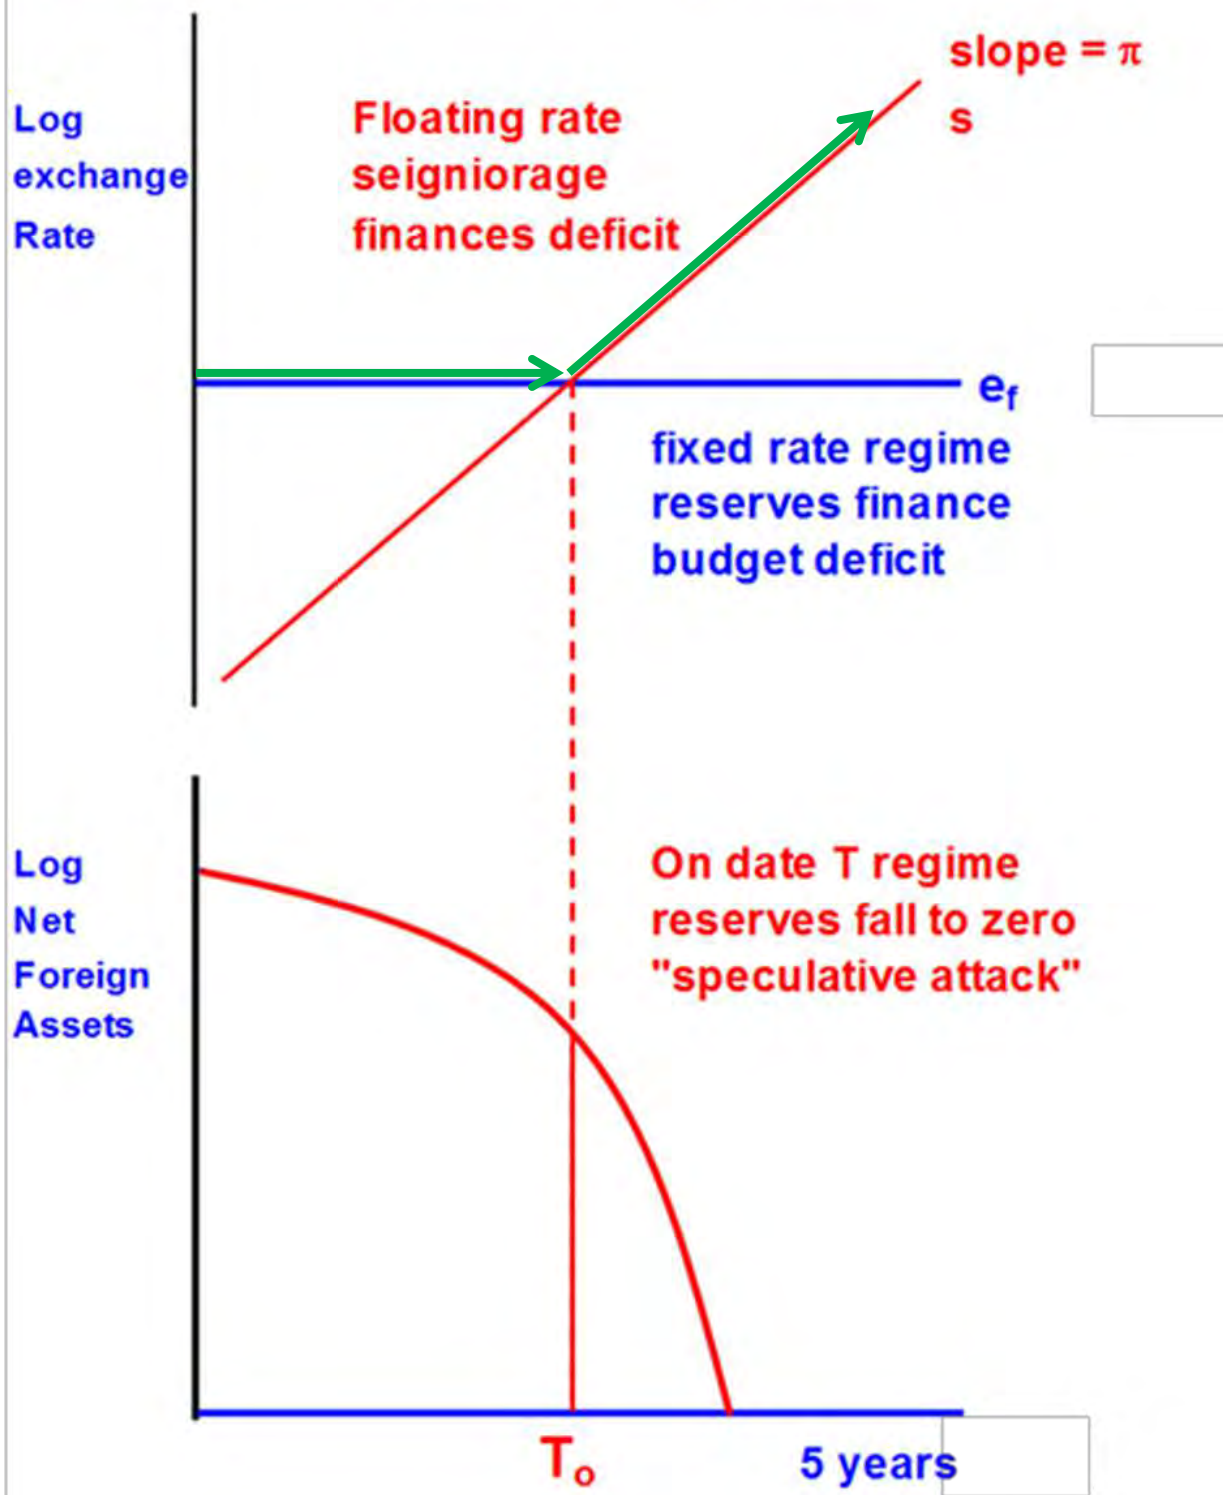 slope = π
s
Log
exchange
Rate
Floating rate
seigniorage
finances deficit
ef
fixed rate regime
reserves finance
budget deficit
Log
Net
Foreign
Assets
On date T regime
reserves fall to zero
"speculative attack"
To
5 years